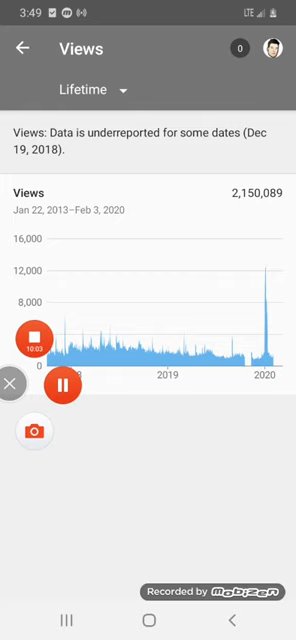 3:49
LTE
Views
0
Lifetime
Views: Data is underreported for some dates (Dec
19, 2018).
Views
2,150,089
Jan 22, 2013–Feb 3, 2020
16,000
12,000
8,000
10:03
0
8
2019
2020
Recorded by mobizen